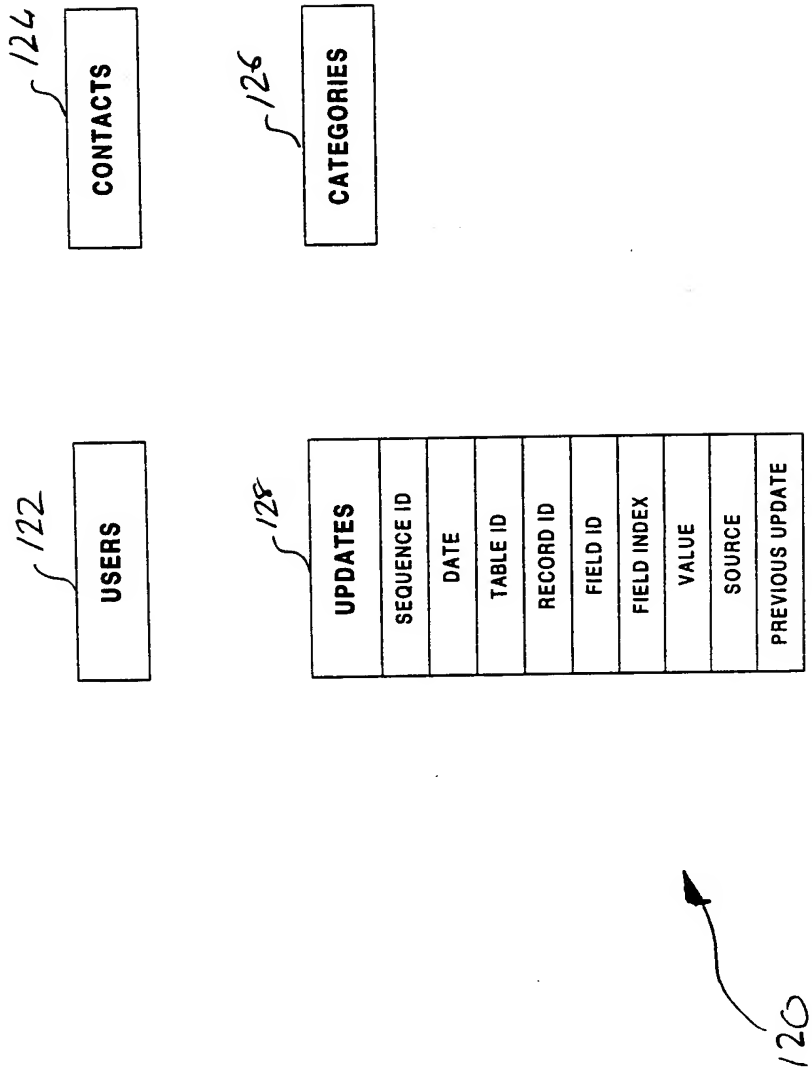 124
CONTACTS
126
CATEGORIES
122
USERS
128
UPDATES
SEQUENCE ID
DATE
TABLE ID
RECORD ID
FIELD ID
FIELD INDEX
VALUE
SOURCE
PREVIOUS UPDATE
120